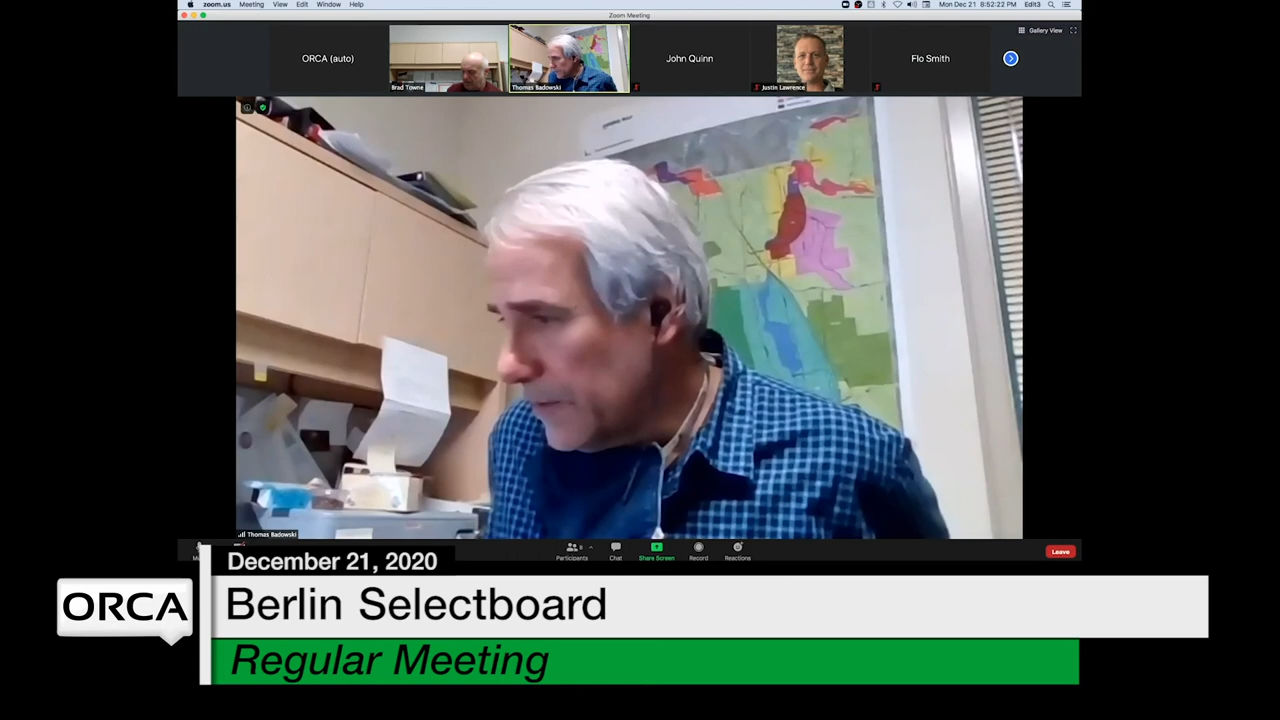 zoom.us Meeting View Edit Window Help
Mon Dec 21 8:52:22 PM Edit3
Zoom Meeting
Gallery View
ORCA (auto)
John Quinn
Flo Smith
Brad Towne
Thomas Badowski
Justin Lawrence
Thomas Badowski
Participants
8
Chat
Share Screen
Record
Reactions
Leave
December 21, 2020
ORCA
Berlin Selectboard
Regular Meeting